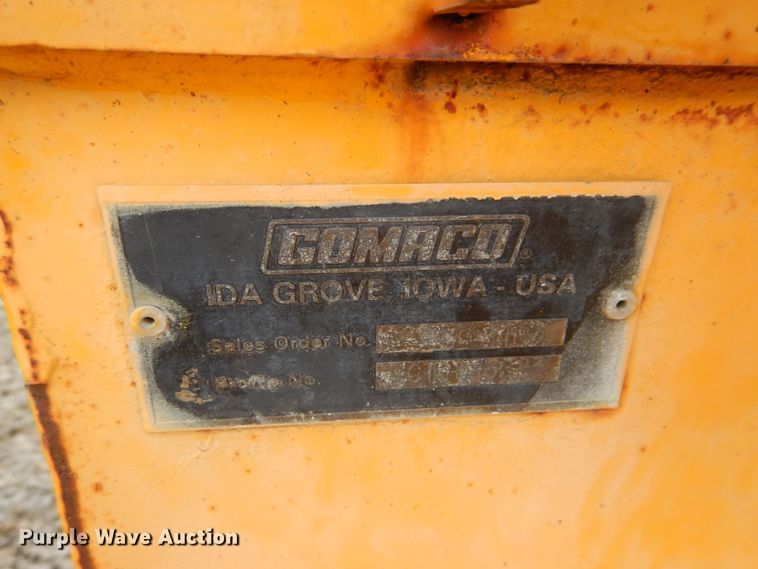 GOMACO®
IDA GROVE, IOWA - USA
Sales Order No.
Profile No.
Purple Wave Auction